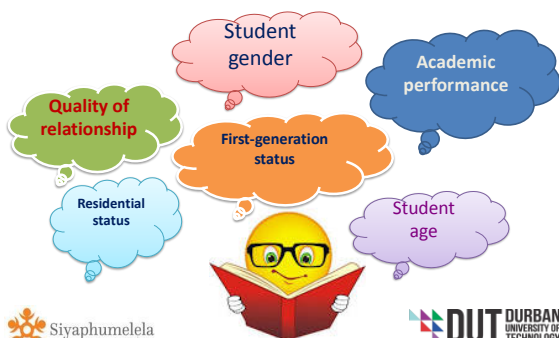 Student
gender
Academic
performance
Quality of
relationship
First-generation
status
Residential
status
Student
age
Siyaphumelela
DUT DURBAN
UNIVERSITY OF
TECHNOLOGY